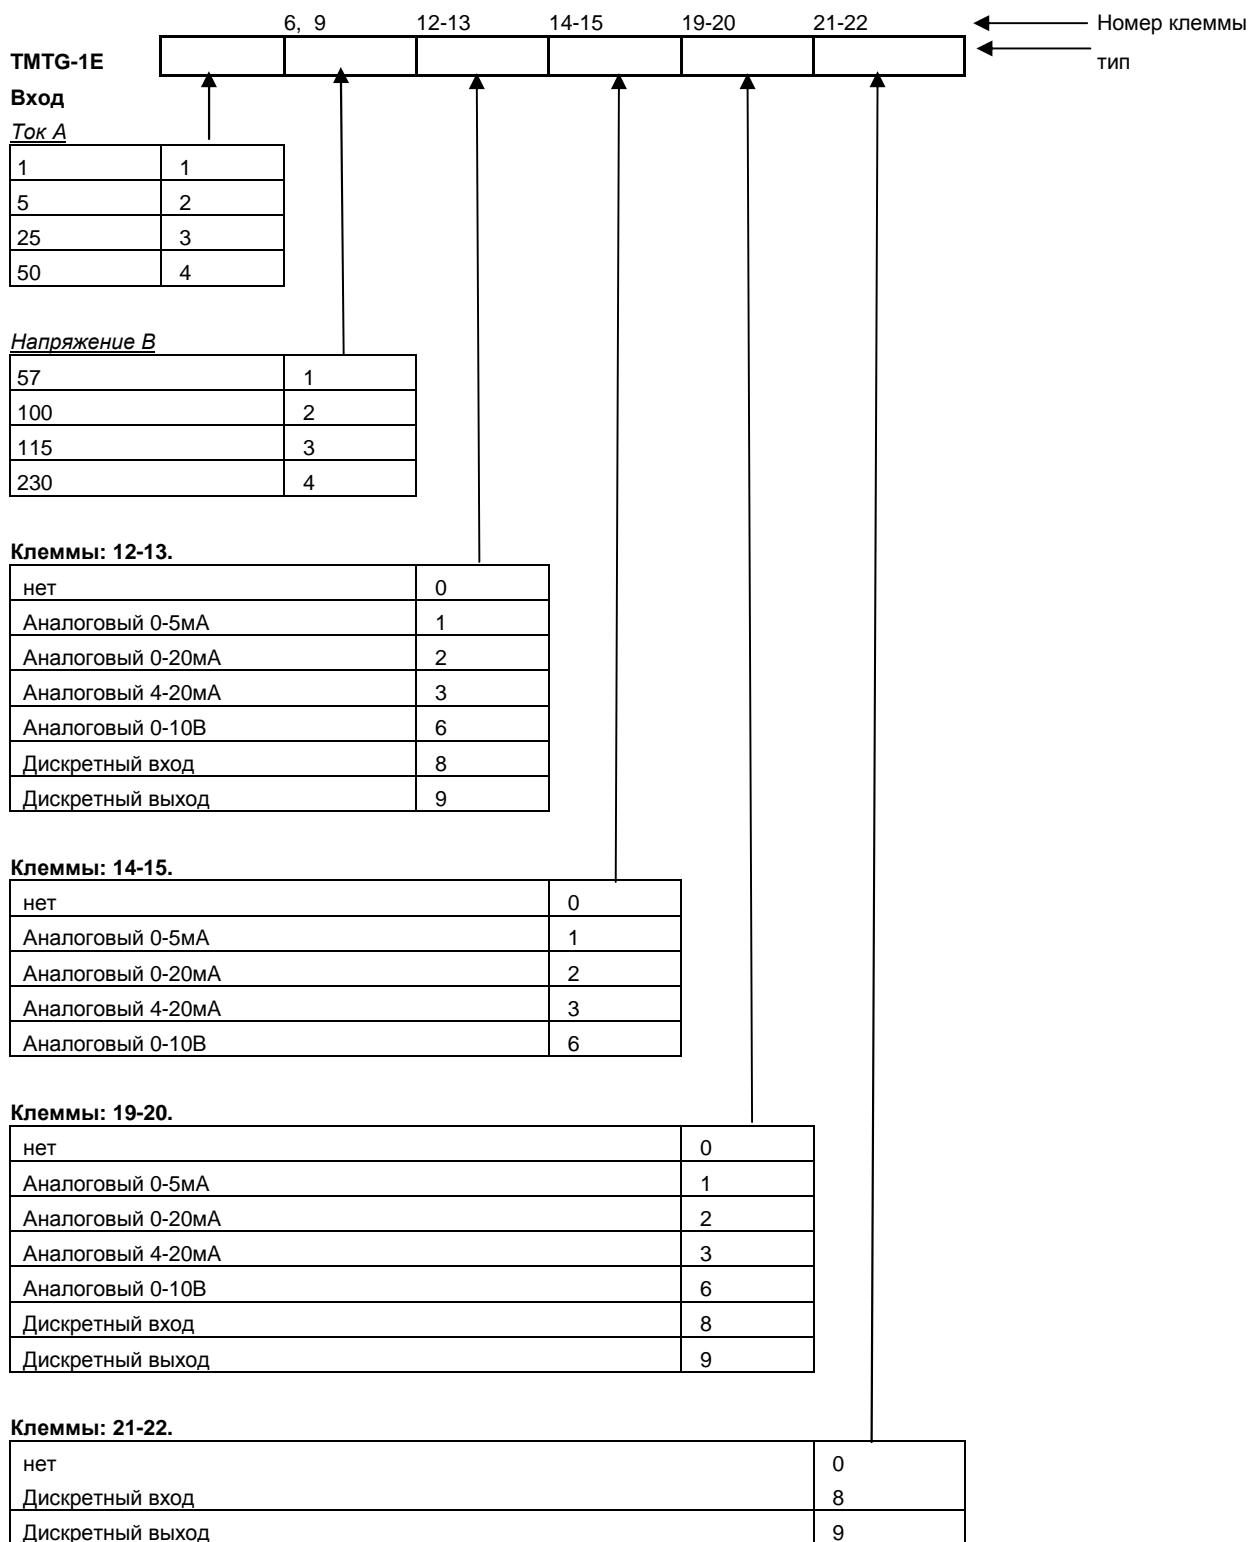 6, 9 12-13 14-15 19-20 21-22 Номер клеммы
TMTG-1E тип
Вход
Ток А
1 1
5 2
25 3
50 4
Напряжение В
57 1
100 2
115 3
230 4
Клеммы: 12-13.
нет 0
Аналоговый 0-5мА 1
Аналоговый 0-20мА 2
Аналоговый 4-20мА 3
Аналоговый 0-10В 6
Дискретный вход 8
Дискретный выход 9
Клеммы: 14-15.
нет 0
Аналоговый 0-5мА 1
Аналоговый 0-20мА 2
Аналоговый 4-20мА 3
Аналоговый 0-10В 6
Клеммы: 19-20.
нет 0
Аналоговый 0-5мА 1
Аналоговый 0-20мА 2
Аналоговый 4-20мА 3
Аналоговый 0-10В 6
Дискретный вход 8
Дискретный выход 9
Клеммы: 21-22.
нет 0
Дискретный вход 8
Дискретный выход 9